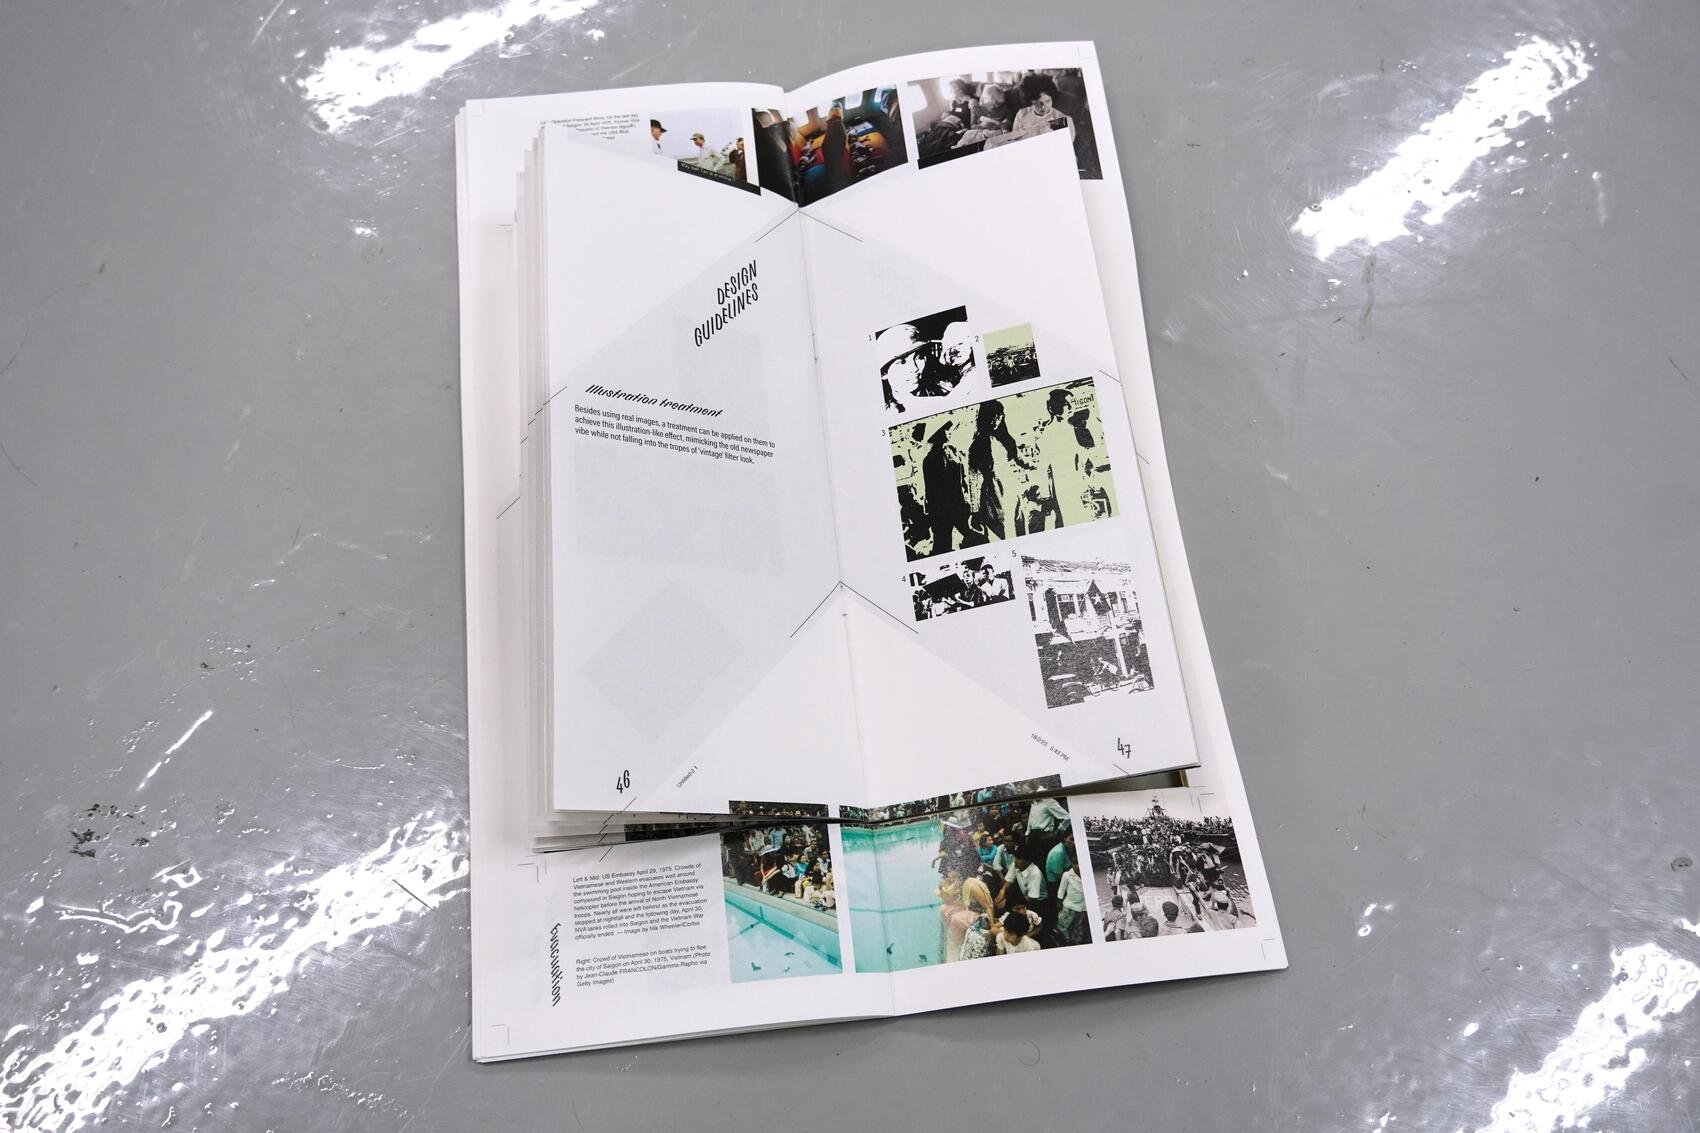 Operation Frequent Wind. On the last day
Saigon, 30 April 1975. Former Vice
Republic of Vietnam Nguyen
and the USS Blue
DESIGN
GUIDELINES
Illustration treatment
Besides using real images, a treatment can be applied on them to
achieve this illustration-like effect, mimicking the old newspaper
vibe while not falling into the tropes of 'vintage' filter look.
1
2
3
IGON
4
5
46
Untitled-2 1
18/2/23 5:43 PM
47
Evacuation
Left & Mid: US Embassy April 29, 1975. Crowds of
Vietnamese and Western evacuees wait around
the swimming pool inside the American Embassy
compound in Saigon hoping to escape Vietnam via
helicopter before the arrival of North Vietnamese
troops. Nearly all were left behind as the evacuation
stopped at nightfall and the following day, April 30,
NVA tanks rolled into Saigon and the Vietnam War
officially ended. — Image by Nik Wheeler/Corbis
Right: Crowd of Vietnamese on boats trying to flee
the city of Saigon on April 30, 1975, Vietnam (Photo
by Jean-Claude FRANCOLON/Gamma-Rapho via
Getty Images)